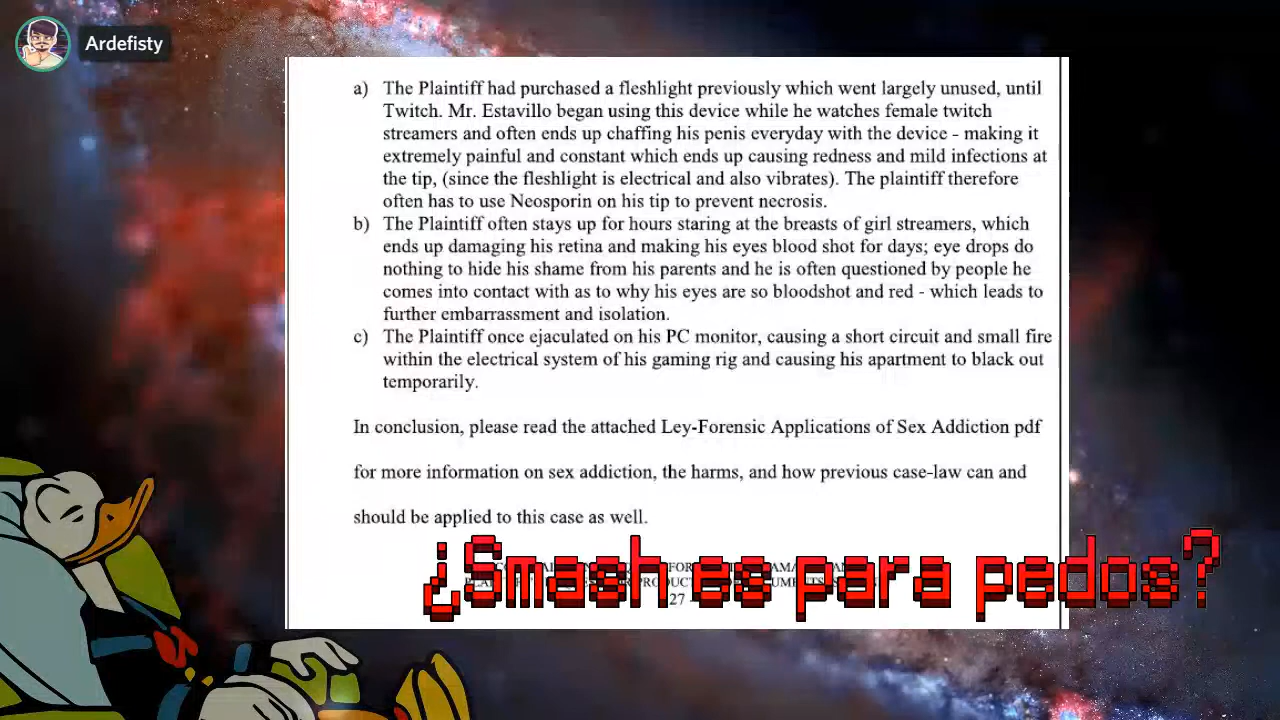 Ardefisty
a) The Plaintiff had purchased a fleshlight previously which went largely unused, until
Twitch. Mr. Estavillo began using this device while he watches female twitch
streamers and often ends up chaffing his penis everyday with the device - making it
extremely painful and constant which ends up causing redness and mild infections at
the tip, (since the fleshlight is electrical and also vibrates). The plaintiff therefore
often has to use Neosporin on his tip to prevent necrosis.
b) The Plaintiff often stays up for hours staring at the breasts of girl streamers, which
ends up damaging his retina and making his eyes blood shot for days; eye drops do
nothing to hide his shame from his parents and he is often questioned by people he
comes into contact with as to why his eyes are so bloodshot and red - which leads to
further embarrassment and isolation.
c) The Plaintiff once ejaculated on his PC monitor, causing a short circuit and small fire
within the electrical system of his gaming rig and causing his apartment to black out
temporarily.
In conclusion, please read the attached Ley-Forensic Applications of Sex Addiction pdf
for more information on sex addiction, the harms, and how previous case-law can and
should be applied to this case as well.
¿Smash es para pedos?
27